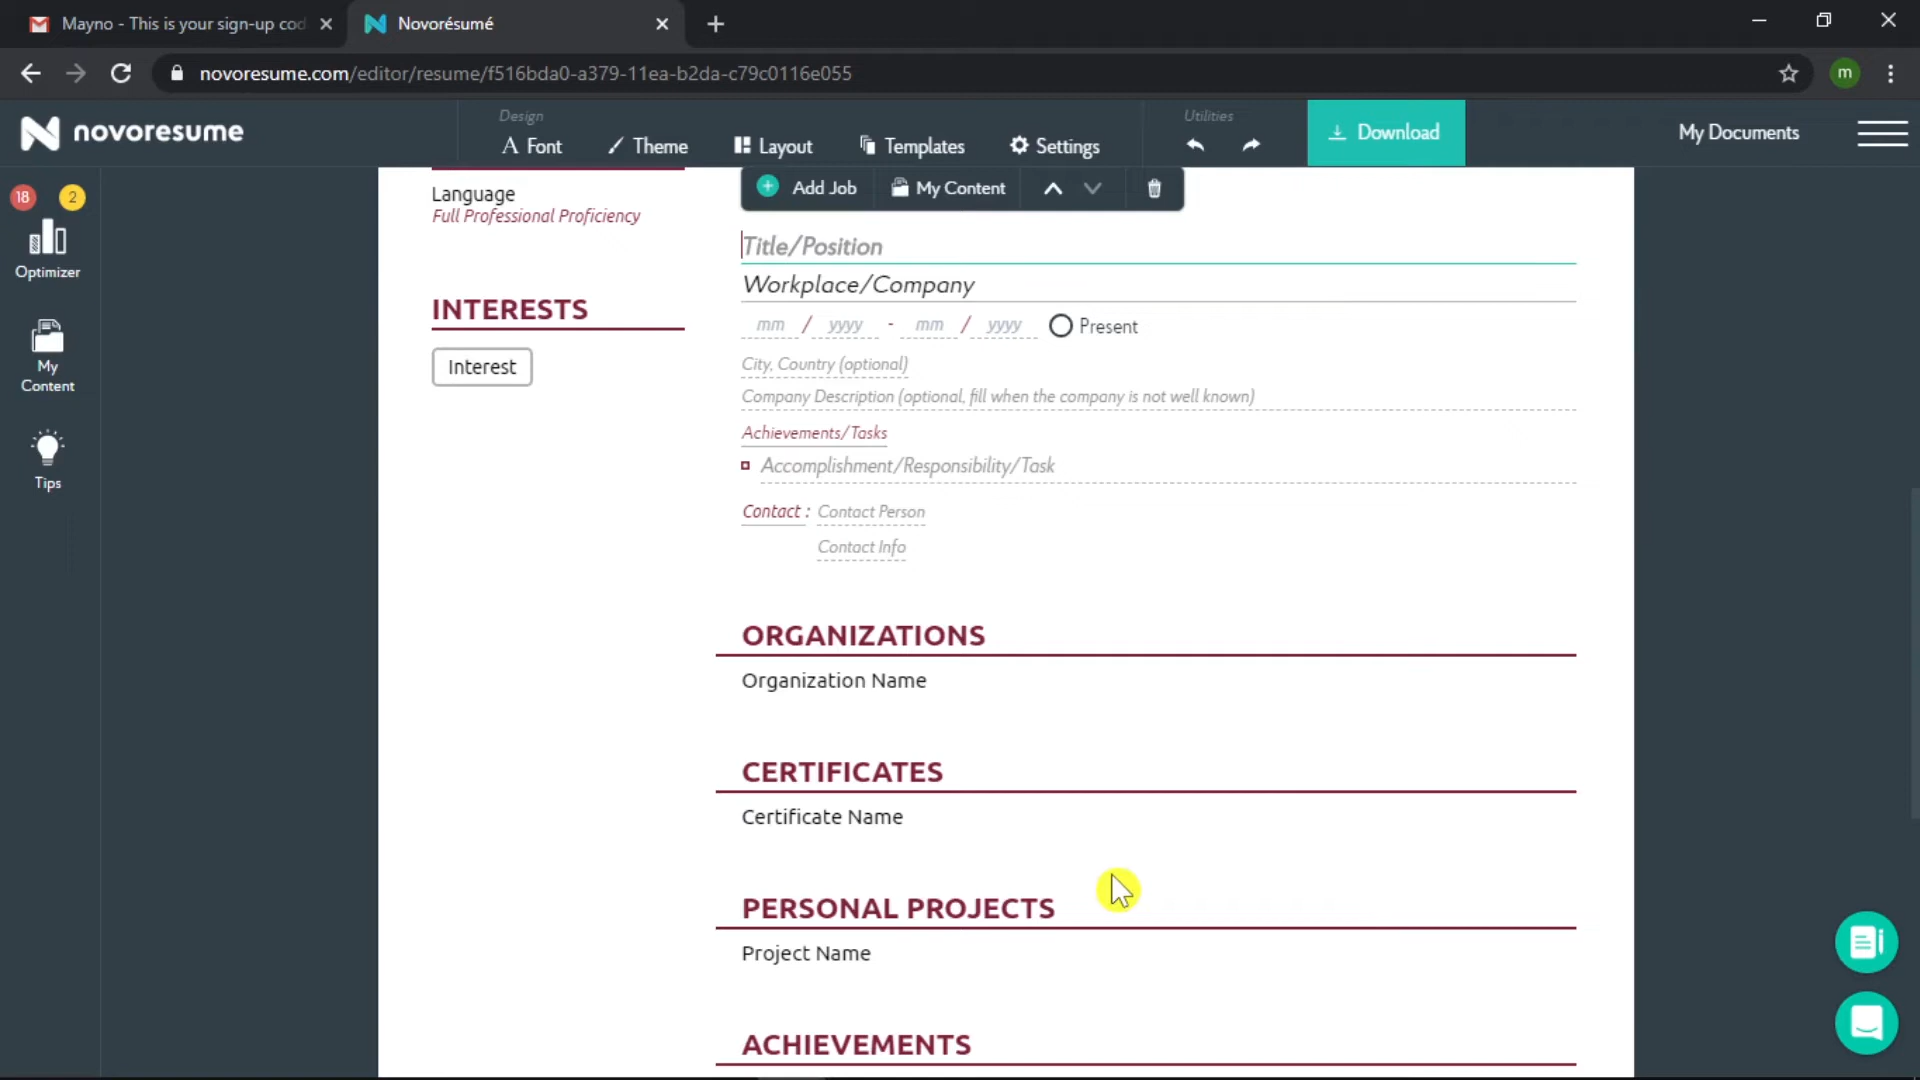 Mayno - This is your sign-up cod
Novorésumé
novoresume.com/editor/resume/f516bda0-a379-11ea-b2da-c79c0116e055
m
novoresume
Design
Font
Theme
Layout
Templates
Settings
Utilities
Download
My Documents
18
2
Optimizer
My
Content
Tips
Language
Full Professional Proficiency
INTERESTS
Interest
Add Job
My Content
Title/Position
Workplace/Company
mm / yyyy - mm / yyyy Present
City, Country (optional)
Company Description (optional, fill when the company is not well known)
Achievements/Tasks
Accomplishment/Responsibility/Task
Contact : Contact Person
Contact Info
ORGANIZATIONS
Organization Name
CERTIFICATES
Certificate Name
PERSONAL PROJECTS
Project Name
ACHIEVEMENTS